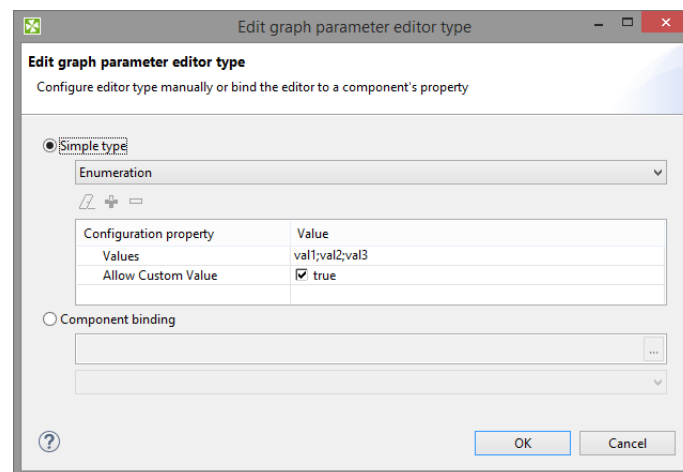 Edit graph parameter editor type
Edit graph parameter editor type
Configure editor type manually or bind the editor to a component's property
Simple type
Enumeration
Configuration property Value
Values val1;val2;val3
Allow Custom Value true
Component binding
...
? OK Cancel